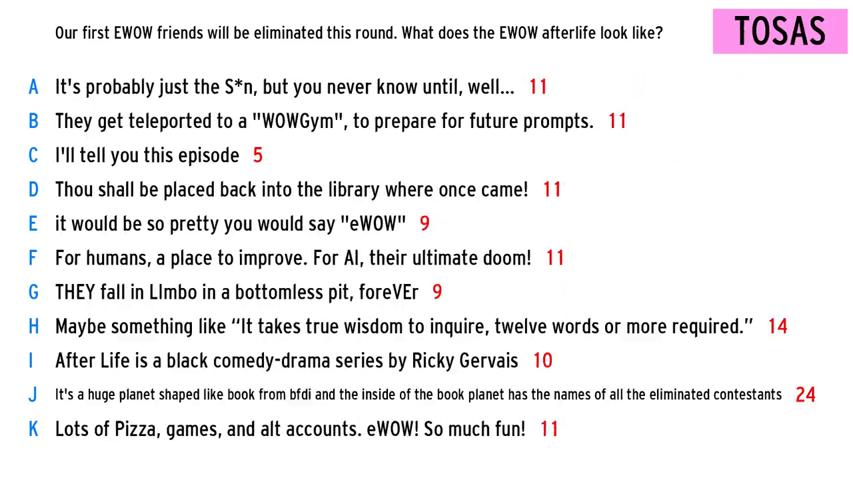 Our first EWOW friends will be eliminated this round. What does the EWOW afterlife look like?
TOSAS
A It's probably just the S*n, but you never know until, well... 11
B They get teleported to a "WOWGym", to prepare for future prompts. 11
C I'll tell you this episode 5
D Thou shall be placed back into the library where once came! 11
E it would be so pretty you would say "eWOW" 9
F For humans, a place to improve. For AI, their ultimate doom! 11
G THEY fall in LImbo in a bottomless pit, foreVEr 9
H Maybe something like “It takes true wisdom to inquire, twelve words or more required.” 14
I After Life is a black comedy-drama series by Ricky Gervais 10
J It's a huge planet shaped like book from bfdi and the inside of the book planet has the names of all the eliminated contestants 24
K Lots of Pizza, games, and alt accounts. eWOW! So much fun! 11